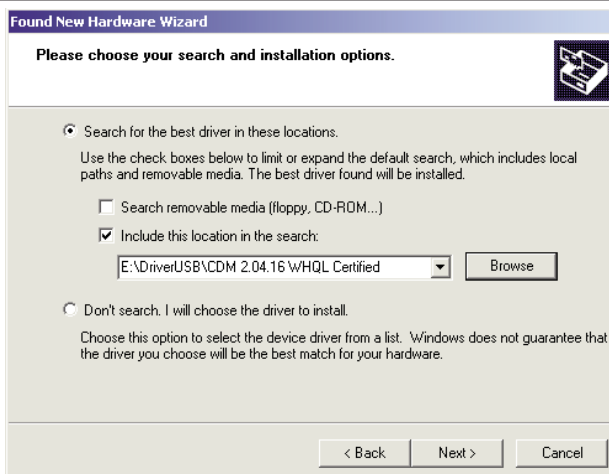 Found New Hardware Wizard
Please choose your search and installation options.
Search for the best driver in these locations.
Use the check boxes below to limit or expand the default search, which includes local
paths and removable media. The best driver found will be installed.
Search removable media (floppy, CD-ROM...)
Include this location in the search:
E:\DriverUSB\CDM 2.04.16 WHQL Certified
Browse
Don't search. I will choose the driver to install.
Choose this option to select the device driver from a list. Windows does not guarantee that
the driver you choose will be the best match for your hardware.
< Back Next > Cancel